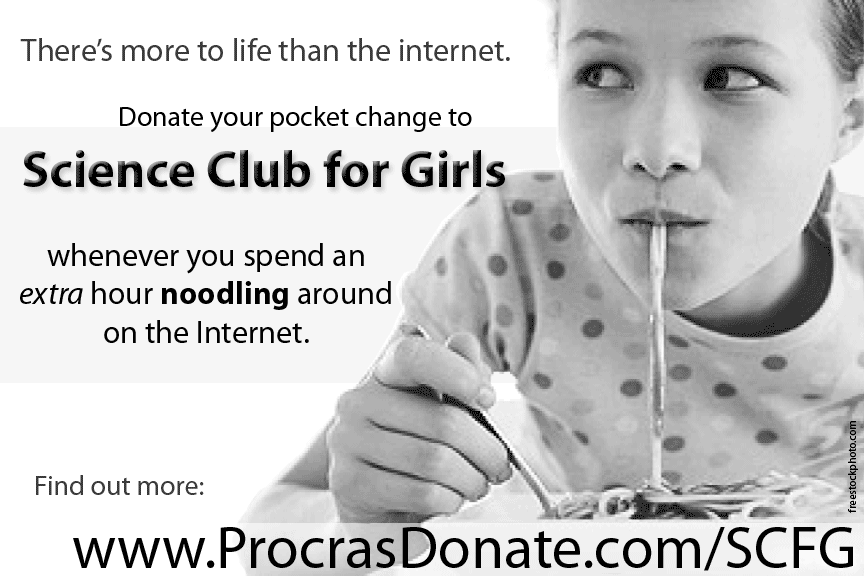 There's more to life than the internet.
Donate your pocket change to
Science Club for Girls
whenever you spend an
extra hour noodling around
on the Internet.
Find out more:
www.ProcrasDonate.com/SCFG
freestockphoto.com